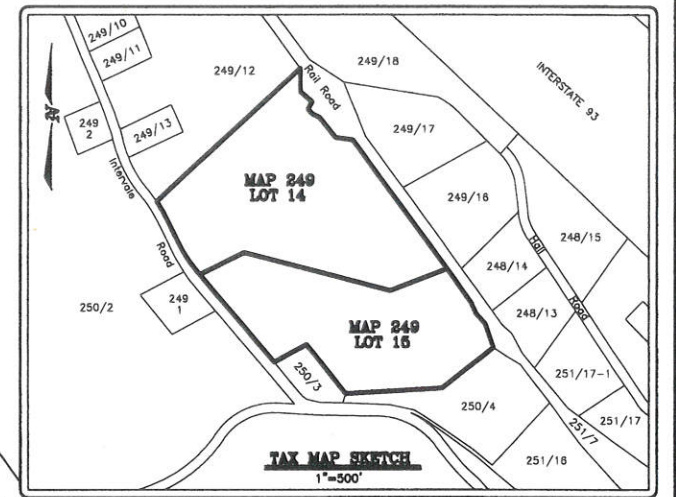 249/10
249/11
249/12
249/18
INTERSTATE 93
Rail Road
N
249
2
249/13
249/17
MAP 249
LOT 14
249/16
Intervale
Road
248/15
Hall
Road
248/14
250/2
249
1
248/13
MAP 249
LOT 15
250/3
251/17-1
250/4
251/17
251/7
251/16
TAX MAP SKETCH
1"=500'